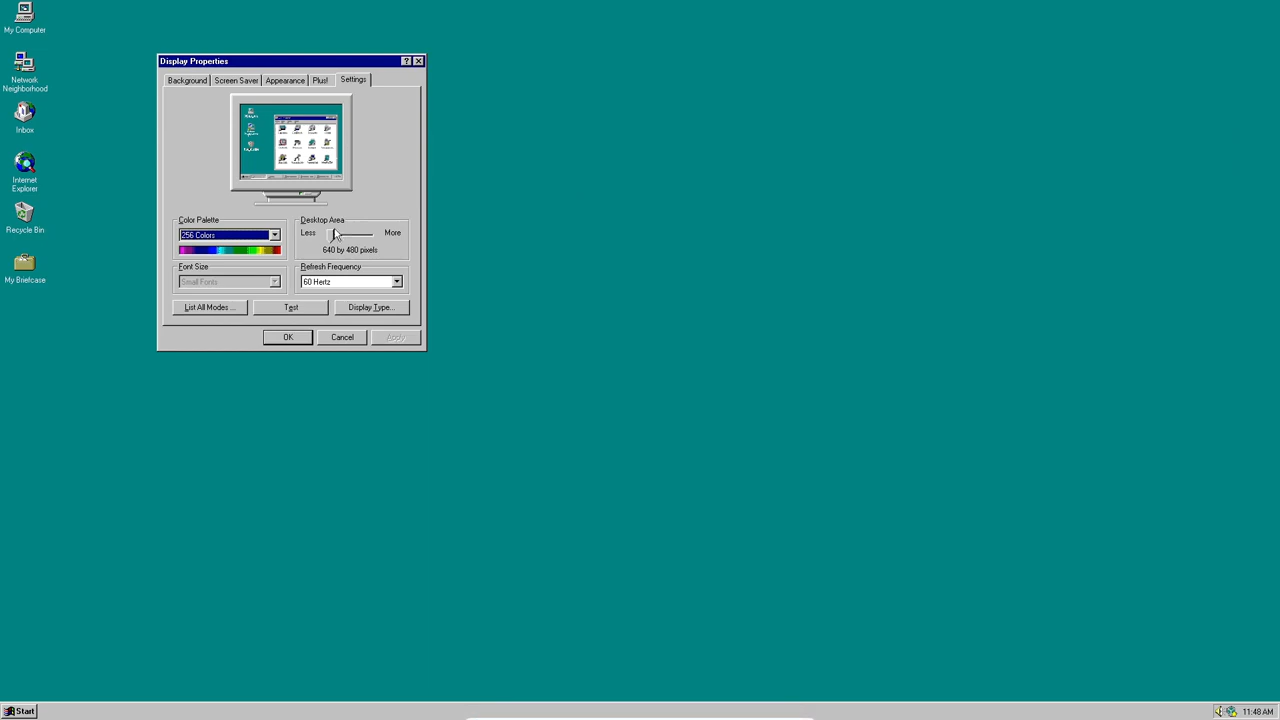 My Computer
Network
Neighborhood
Inbox
Internet
Explorer
Recycle Bin
My Briefcase
Display Properties
Background
Screen Saver
Appearance
Plus!
Settings
Color Palette
256 Colors
Desktop Area
Less
More
640 by 480 pixels
Font Size
Small Fonts
Refresh Frequency
60 Hertz
List All Modes ...
Test
Display Type...
OK
Cancel
Apply
Start
11:48 AM